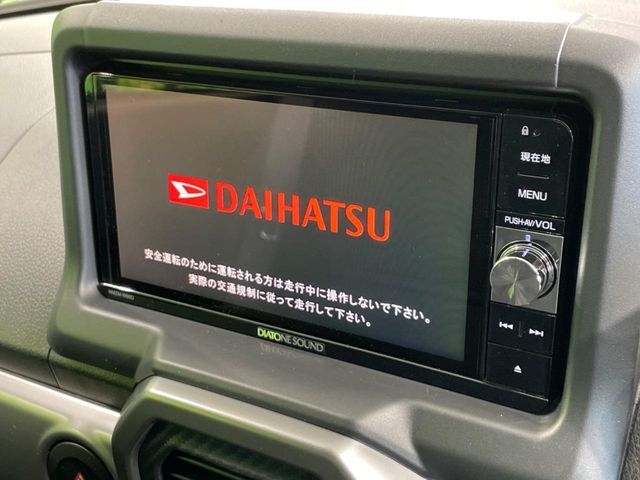 現在地
MENU
PUSH-AV/VOL
DAIHATSU
安全運転のために運転される方は走行中に操作しないで下さい。
実際の交通規制に従って走行して下さい。
DIATONE SOUND